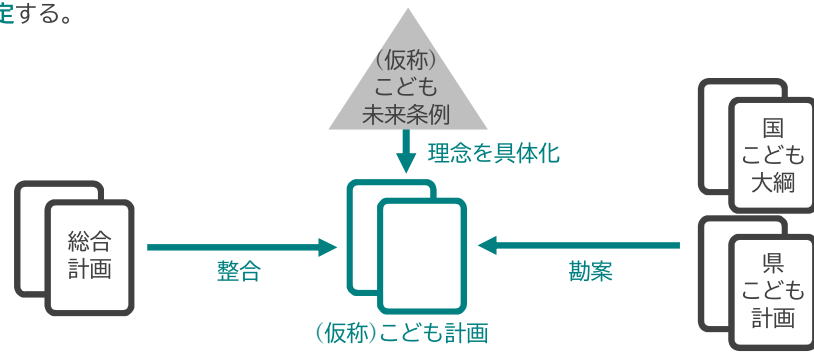 定する。
（仮称）
こども
未来条例
理念を具体化
国
こども
大綱
総合
計画
整合
勘案
県
こども
計画
（仮称）こども計画